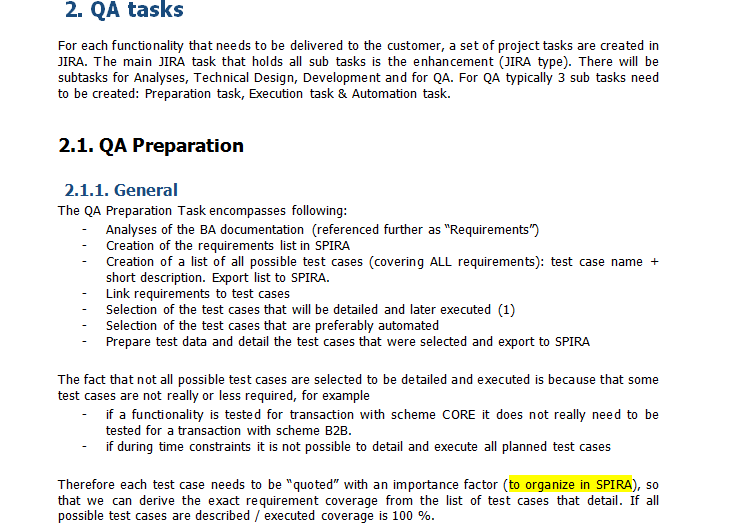 2. QA tasks
For each functionality that needs to be delivered to the customer, a set of project tasks are created in
JIRA. The main JIRA task that holds all sub tasks is the enhancement (JIRA type). There will be
subtasks for Analyses, Technical Design, Development and for QA. For QA typically 3 sub tasks need
to be created: Preparation task, Execution task & Automation task.
2.1. QA Preparation
2.1.1. General
The QA Preparation Task encompasses following:
- Analyses of the BA documentation (referenced further as "Requirements")
- Creation of the requirements list in SPIRA
- Creation of a list of all possible test cases (covering ALL requirements): test case name +
short description. Export list to SPIRA.
- Link requirements to test cases
- Selection of the test cases that will be detailed and later executed (1)
- Selection of the test cases that are preferably automated
- Prepare test data and detail the test cases that were selected and export to SPIRA
The fact that not all possible test cases are selected to be detailed and executed is because that some
test cases are not really or less required, for example
- if a functionality is tested for transaction with scheme CORE it does not really need to be
tested for a transaction with scheme B2B.
- if during time constraints it is not possible to detail and execute all planned test cases
Therefore each test case needs to be "quoted" with an importance factor (to organize in SPIRA), so
that we can derive the exact requirement coverage from the list of test cases that detail. If all
possible test cases are described / executed coverage is 100 %.